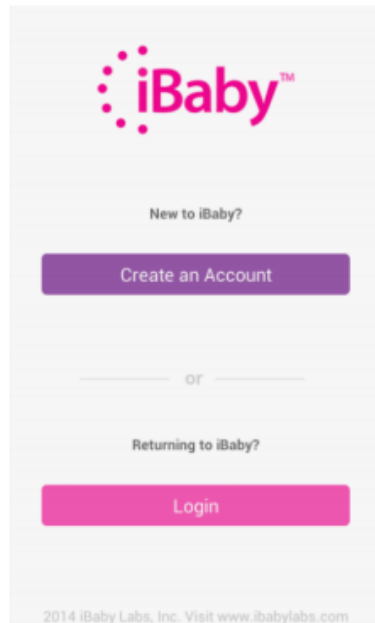 iBaby™
New to iBaby?
Create an Account
or
Returning to iBaby?
Login
2014 iBaby Labs, Inc. Visit www.ibabylabs.com